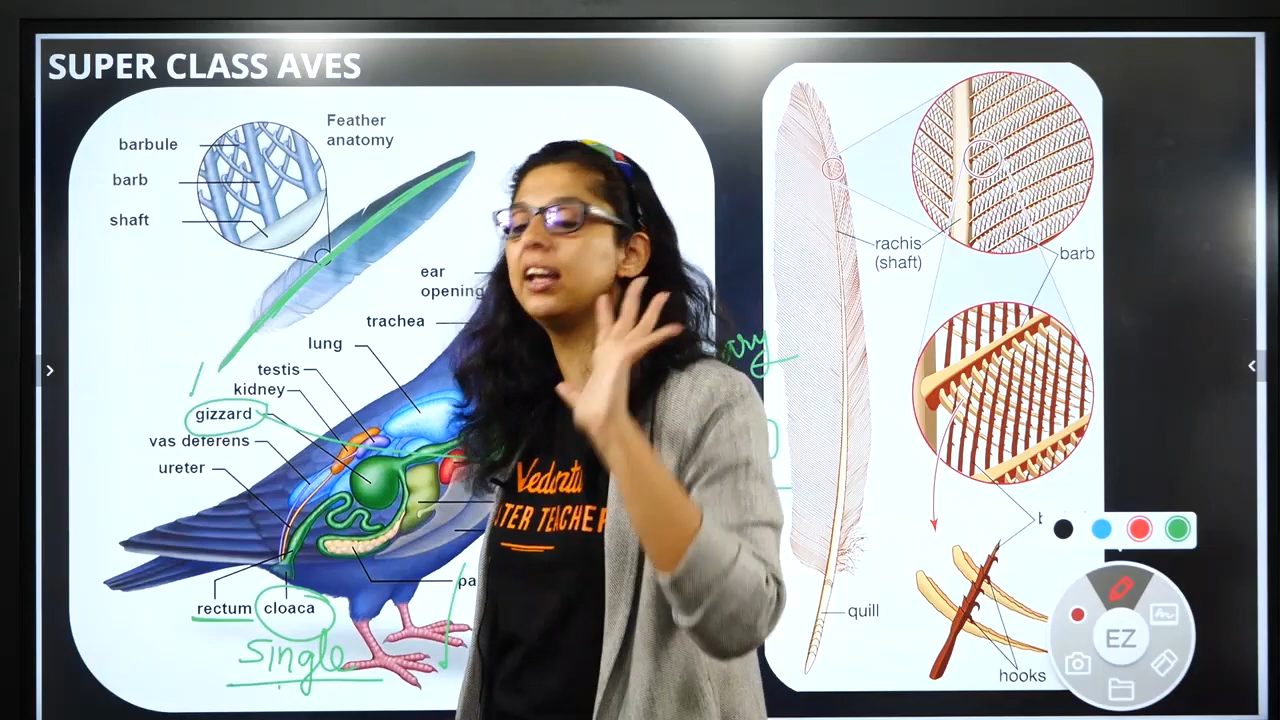 SUPER CLASS AVES
Feather
anatomy
barbule
barb
shaft
ear
opening
trachea
lung
testis
kidney
gizzard
vas deferens
ureter
rectum
cloaca
Single
rachis
(shaft)
barb
quill
hooks
EZ
Vedantu
TEACHER